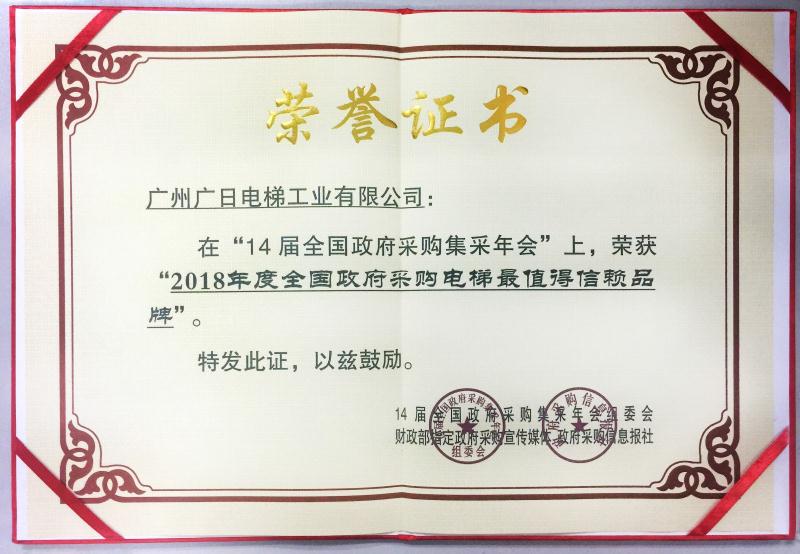 荣誉证书
广州广日电梯工业有限公司：
在“14届全国政府采购集采年会”上，荣获
“2018年度全国政府采购电梯最值得信赖品
牌”。
特发此证，以兹鼓励。
14届全国政府采购集采年会组委会
财政部指定政府采购宣传媒体 政府采购信息报社
组委会